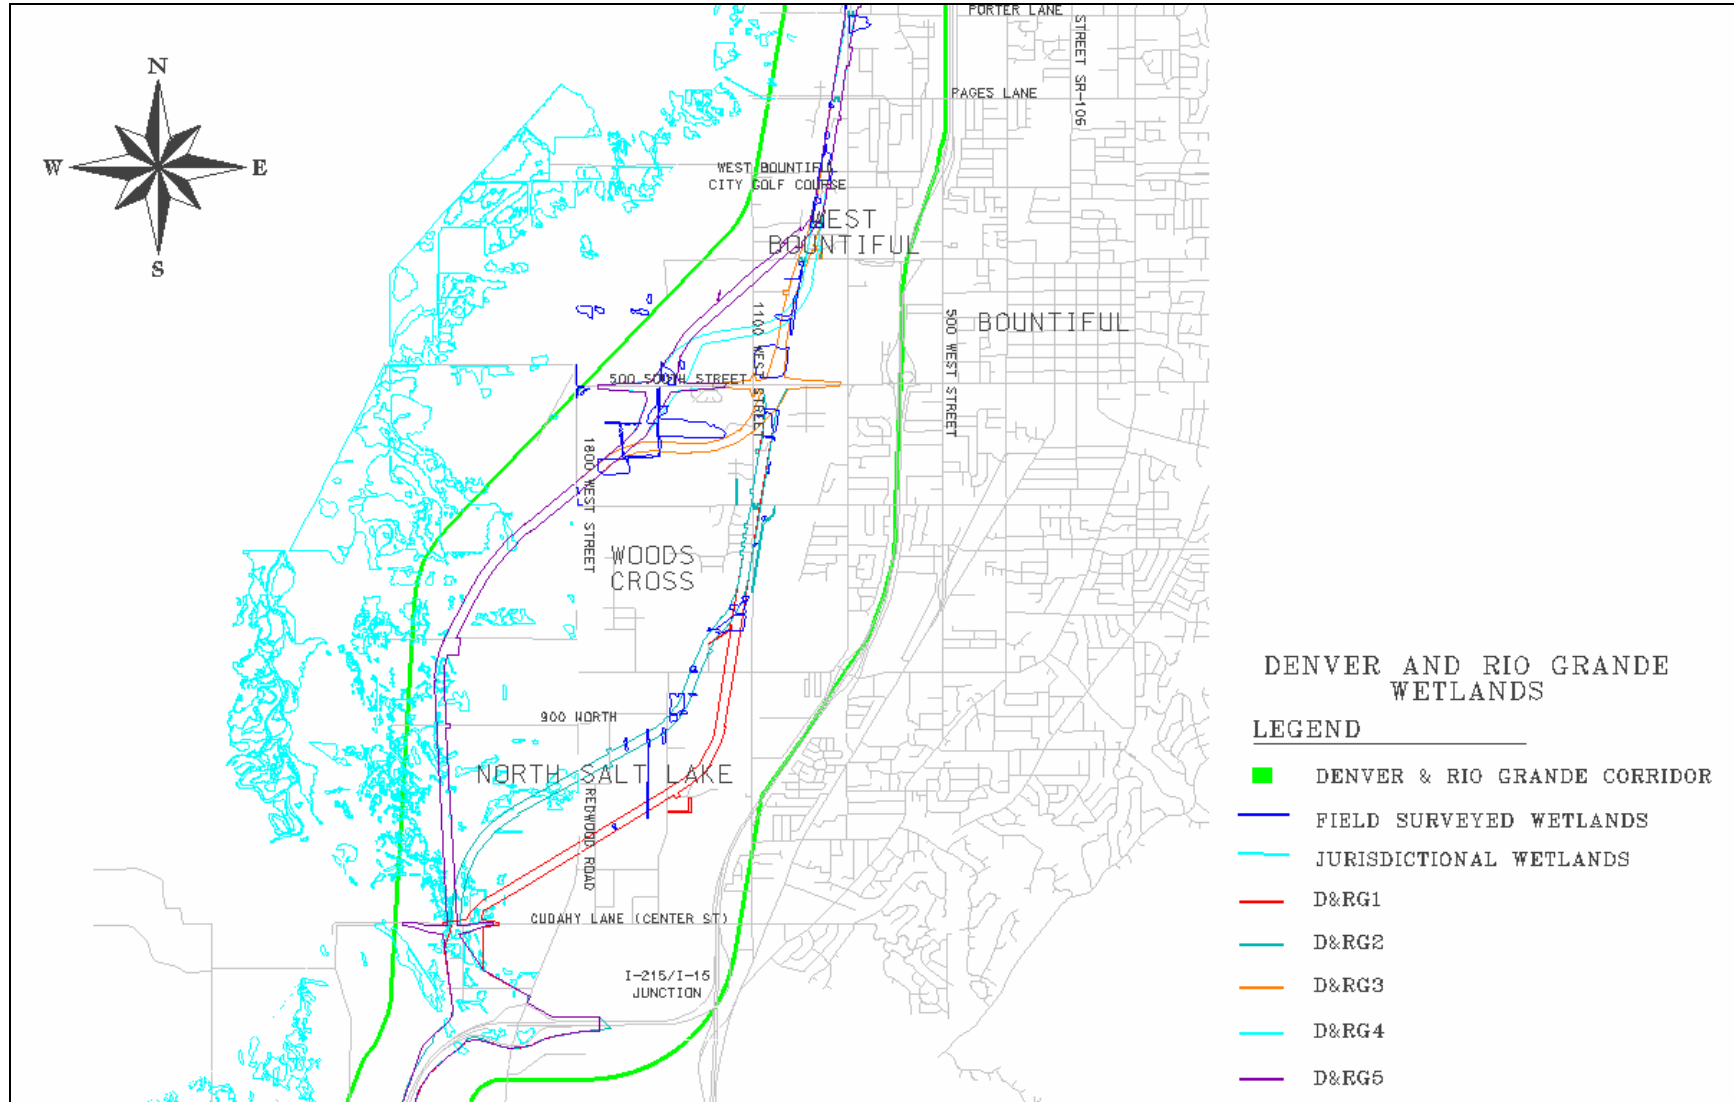 N
W
E
S
PORTER LANE
STREET SR-106
PAGES LANE
WEST BOUNTIFUL
CITY GOLF COURSE
WEST
BOUNTIFUL
1100 WEST STREET
500 WEST STREET
BOUNTIFUL
500 SOUTH STREET
1800 WEST STREET
WOODS
CROSS
900 NORTH
NORTH SALT LAKE
REDWOOD ROAD
CUDAHY LANE (CENTER ST)
I-215/I-15
JUNCTION
DENVER AND RIO GRANDE
WETLANDS
LEGEND
DENVER & RIO GRANDE CORRIDOR
FIELD SURVEYED WETLANDS
JURISDICTIONAL WETLANDS
D&RG1
D&RG2
D&RG3
D&RG4
D&RG5